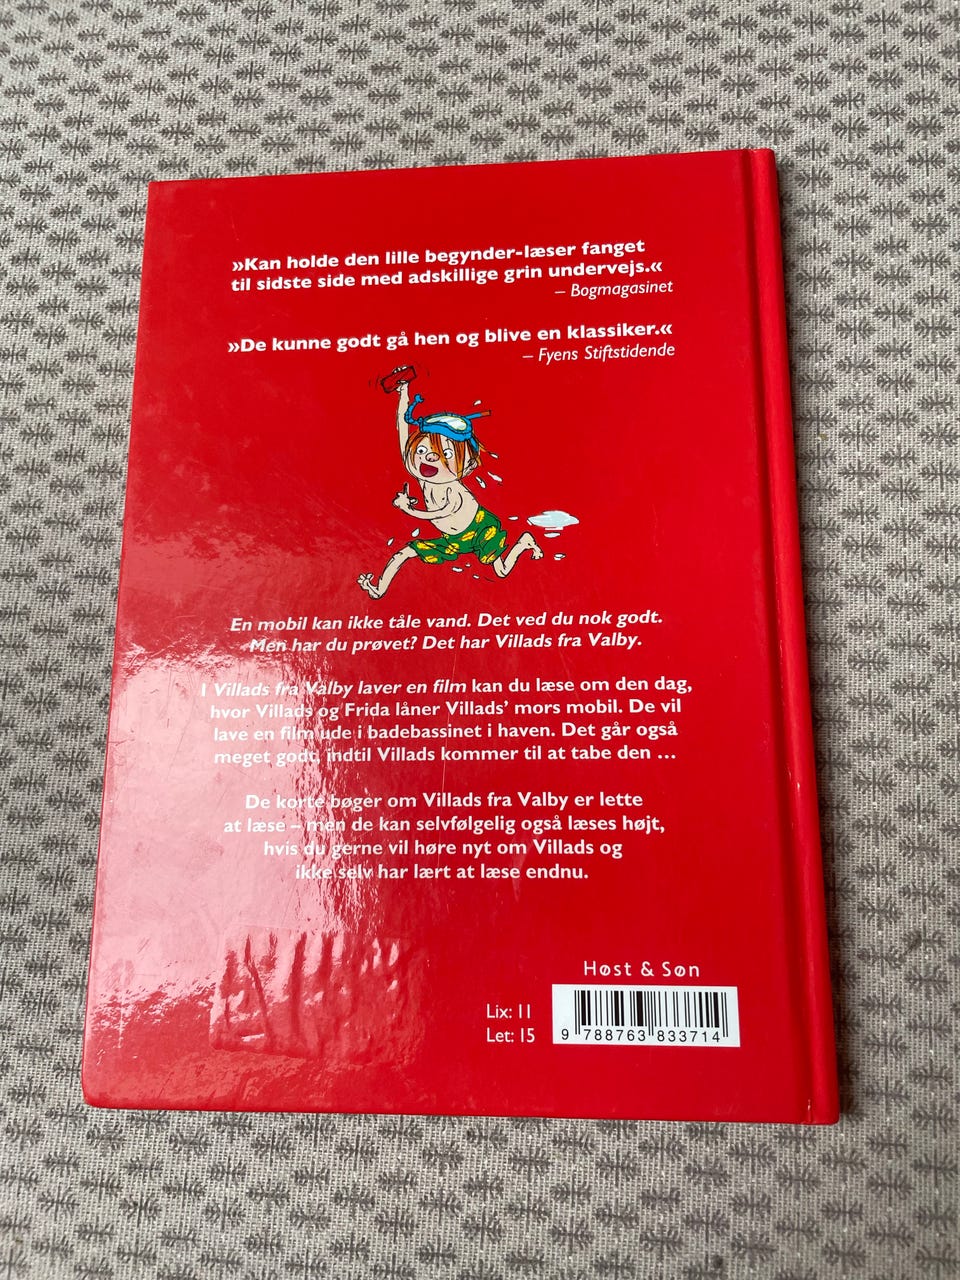 »Kan holde den lille begynder-læser fanget
til sidste side med adskillige grin undervejs.«
– Bogmagasinet
»De kunne godt gå hen og blive en klassiker.«
– Fyens Stiftstidende
En mobil kan ikke tåle vand. Det ved du nok godt.
Men har du prøvet? Det har Villads fra Valby.
I Villads fra Valby laver en film kan du læse om den dag,
hvor Villads og Frida låner Villads’ mors mobil. De vil
lave en film ude i badebassinet i haven. Det går også
meget godt, indtil Villads kommer til at tabe den …
De korte bøger om Villads fra Valby er lette
at læse – men de kan selvfølgelig også læses højt,
hvis du gerne vil høre nyt om Villads og
ikke selv har lært at læse endnu.
Høst & Søn
Lix: 11
Let: 15
9 788763 833714